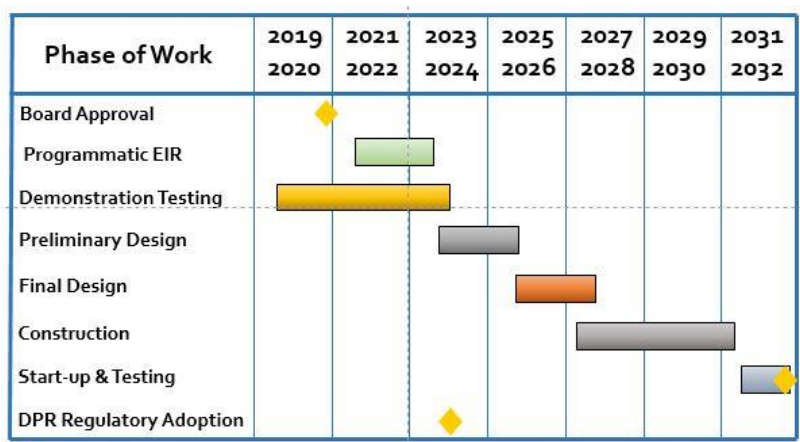 Phase of Work
2019 2021 2023 2025 2027 2029 2031
2020 2022 2024 2026 2028 2030 2032
Board Approval
Programmatic EIR
Demonstration Testing
Preliminary Design
Final Design
Construction
Start-up & Testing
DPR Regulatory Adoption